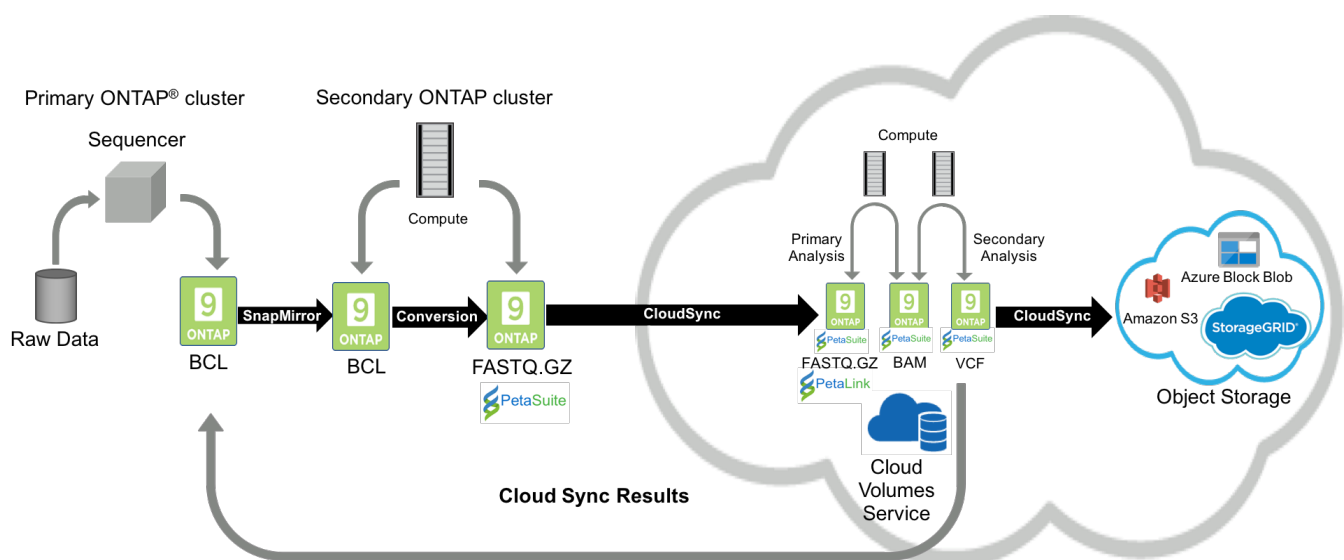 Primary ONTAP® cluster
Sequencer
Raw Data
9
ONTAP
BCL
SnapMirror
Secondary ONTAP cluster
Compute
9
ONTAP
BCL
Conversion
9
ONTAP
FASTQ.GZ
PetaSuite
CloudSync
Compute
Primary
Analysis
Secondary
Analysis
9
ONTAP
PetaSuite
FASTQ.GZ
PetaLink
9
ONTAP
PetaSuite
BAM
9
ONTAP
PetaSuite
VCF
Cloud
Volumes
Service
CloudSync
Azure Block Blob
Amazon S3
StorageGRID®
Object Storage
Cloud Sync Results